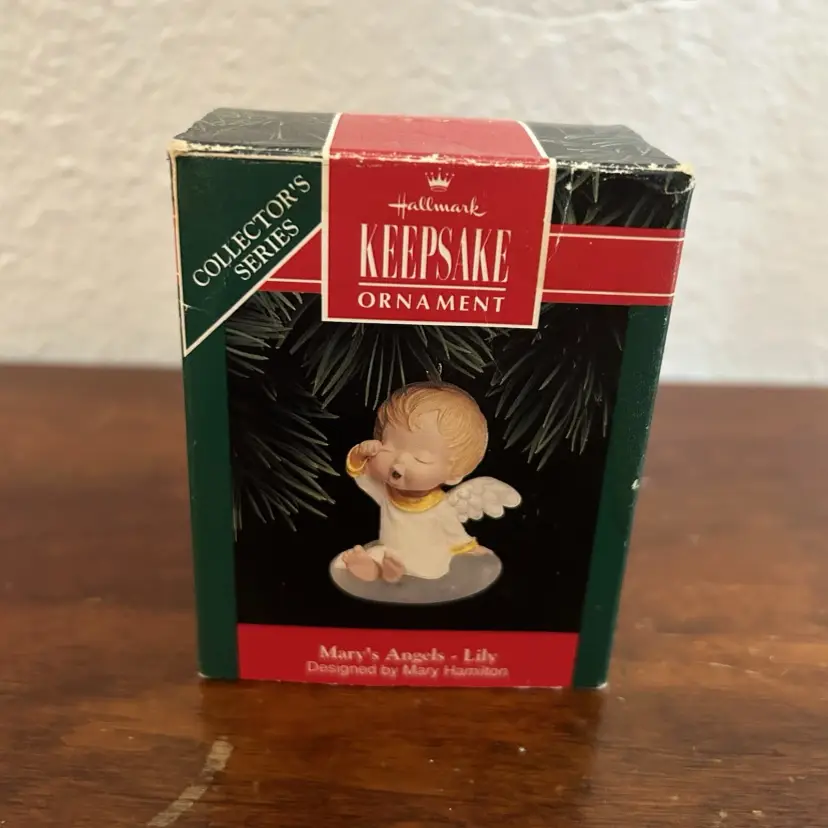 COLLECTOR'S
SERIES
Hallmark
KEEPSAKE
ORNAMENT
Mary's Angels - Lily
Designed by Mary Hamilton